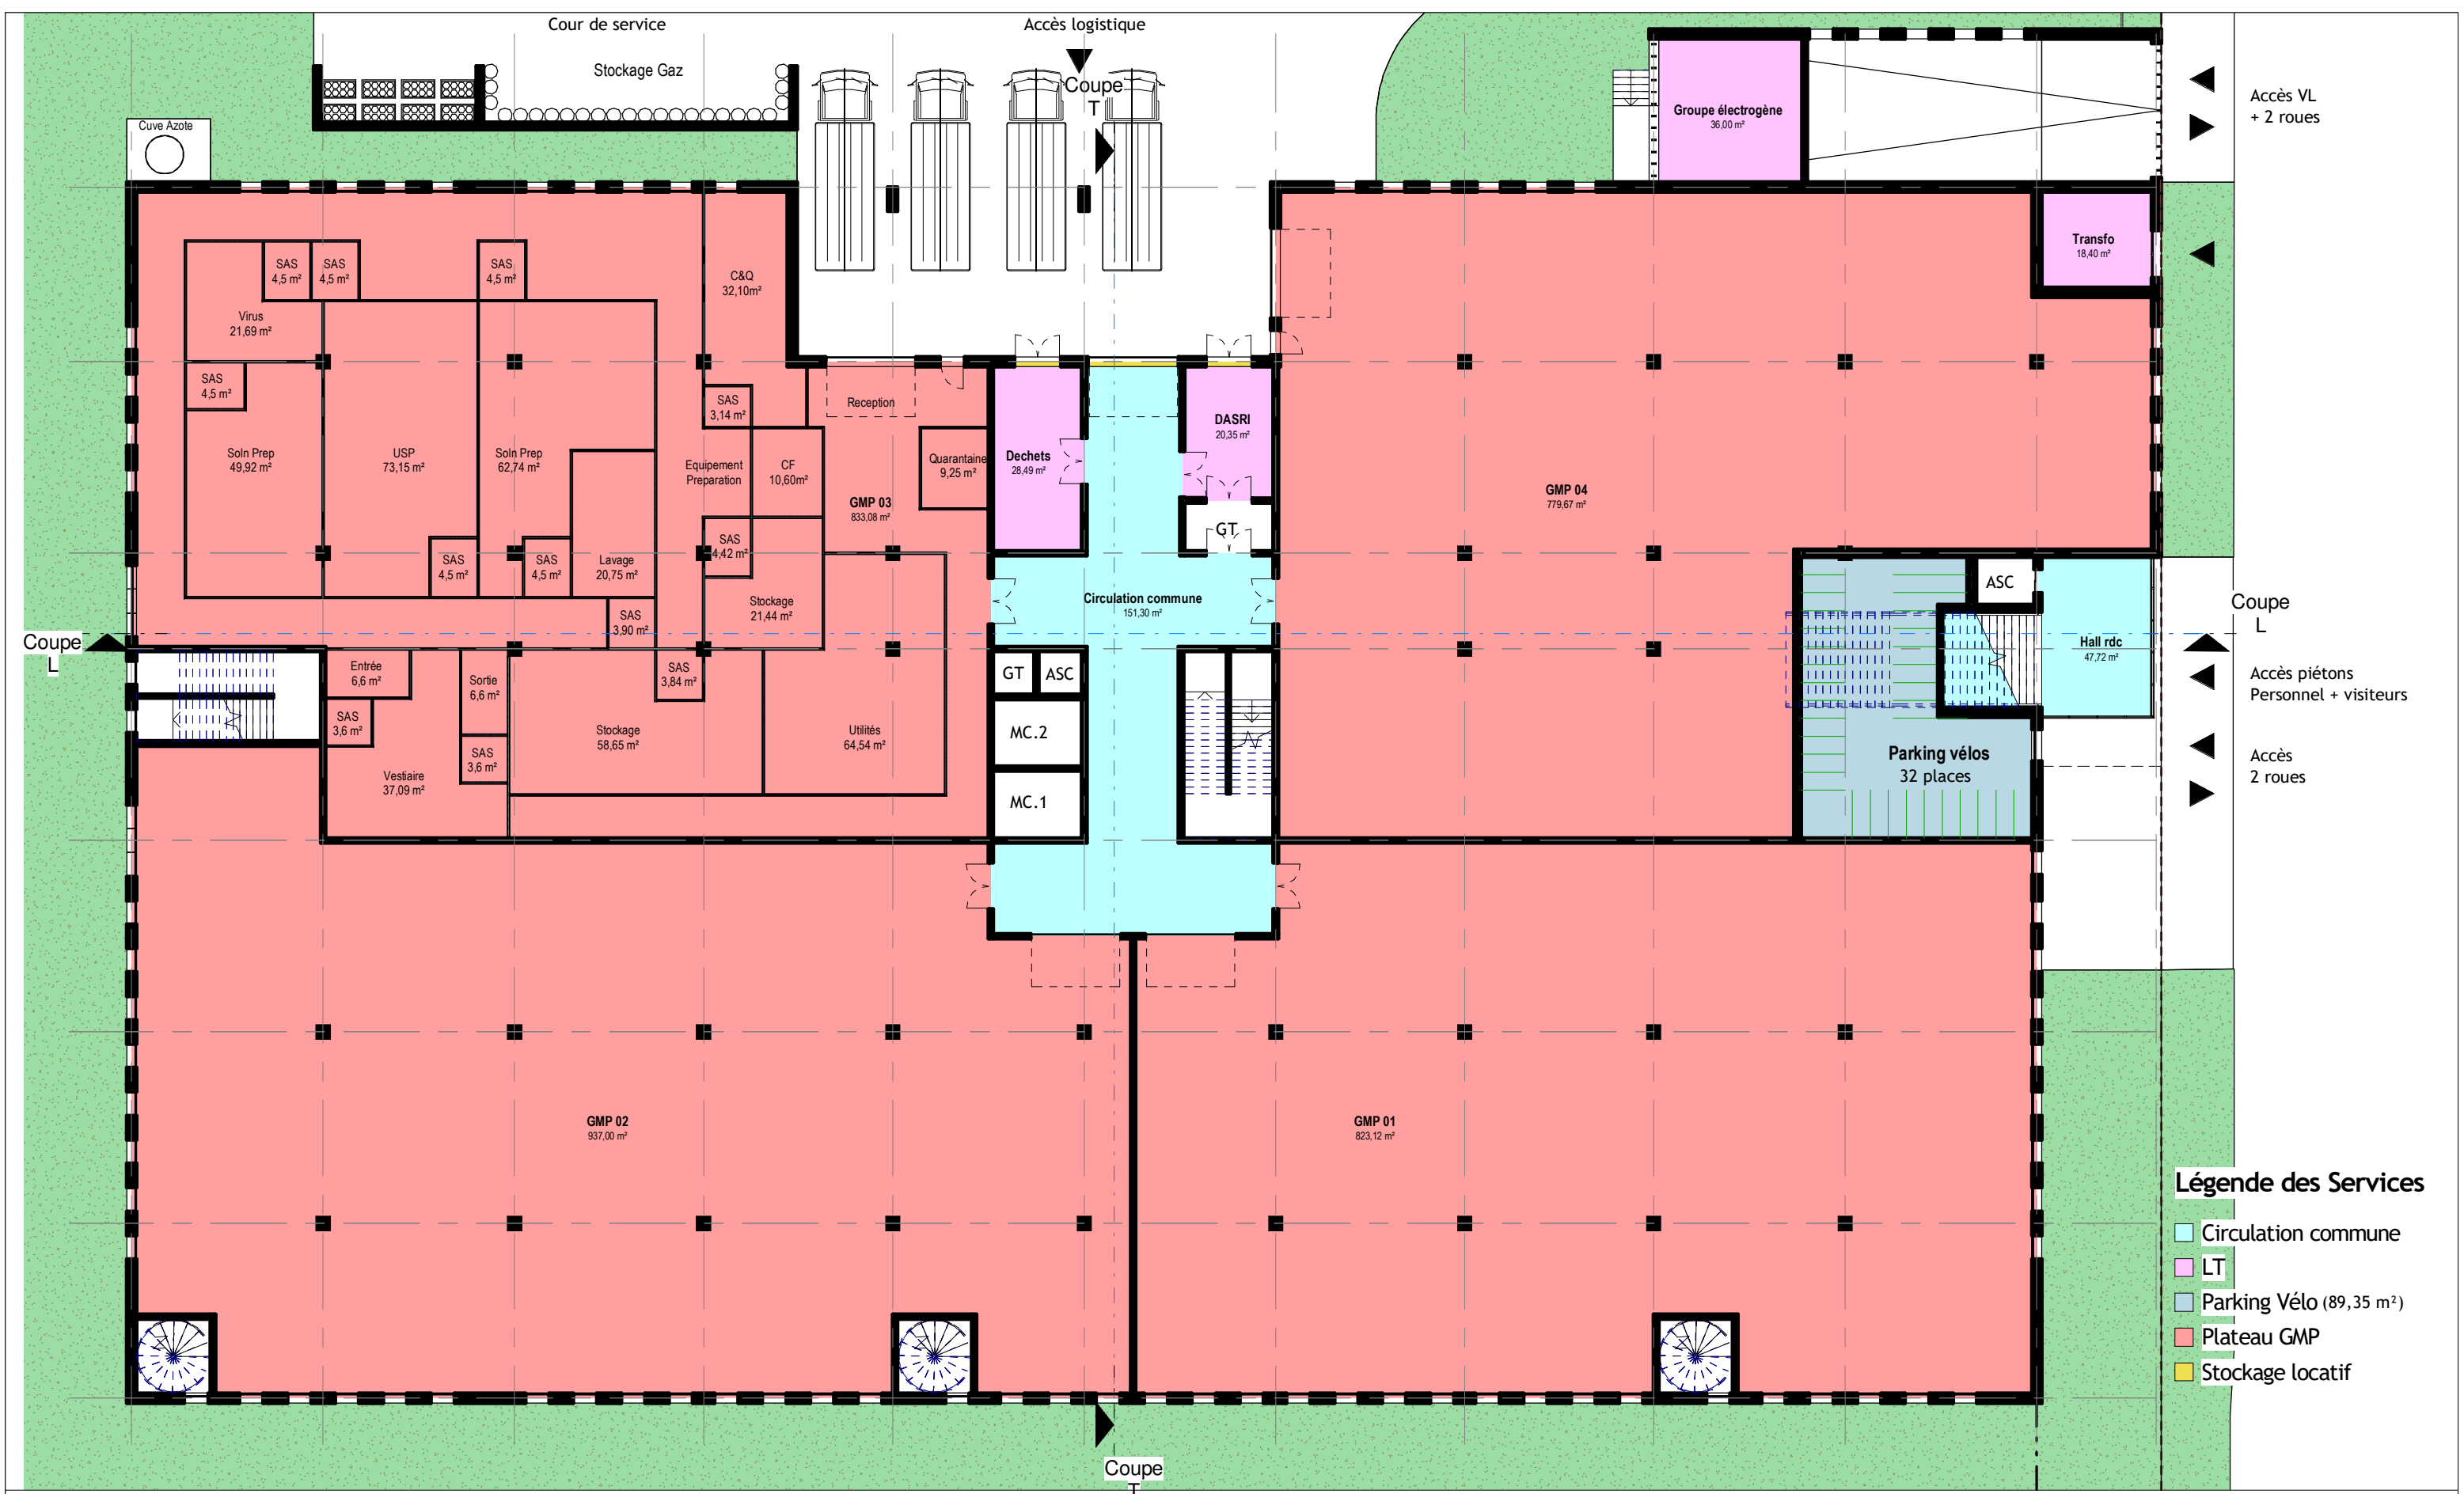 Cour de service
Accès logistique
Stockage Gaz
Coupe
T
Cuve Azote
Groupe électrogène
36,00 m²
Accès VL
+ 2 roues
Transfo
18,40 m²
SAS
4,5 m²
SAS
4,5 m²
SAS
4,5 m²
C&Q
32,10m²
Virus
21,69 m²
SAS
4,5 m²
SAS
3,14 m²
Reception
DASRI
20,35 m²
Soln Prep
49,92 m²
USP
73,15 m²
Soln Prep
62,74 m²
Equipement
Preparation
CF
10,60m²
Quarantaine
9,25 m²
Dechets
28,49 m²
GMP 03
833,08 m²
GMP 04
779,67 m²
GT
SAS
4,42 m²
SAS
4,5 m²
SAS
4,5 m²
Lavage
20,75 m²
ASC
Stockage
21,44 m²
Circulation commune
151,30 m²
SAS
3,90 m²
Coupe
L
Coupe
L
Hall rdc
47,72 m²
Entrée
6,6 m²
Sortie
6,6 m²
SAS
3,84 m²
GT
ASC
Accès piétons
Personnel + visiteurs
SAS
3,6 m²
Stockage
58,65 m²
Utilités
64,54 m²
MC.2
SAS
3,6 m²
Parking vélos
32 places
Accès
2 roues
Vestiaire
37,09 m²
MC.1
GMP 02
937,00 m²
GMP 01
823,12 m²
Légende des Services
Circulation commune
LT
Parking Vélo (89,35 m²)
Plateau GMP
Stockage locatif
Coupe
T